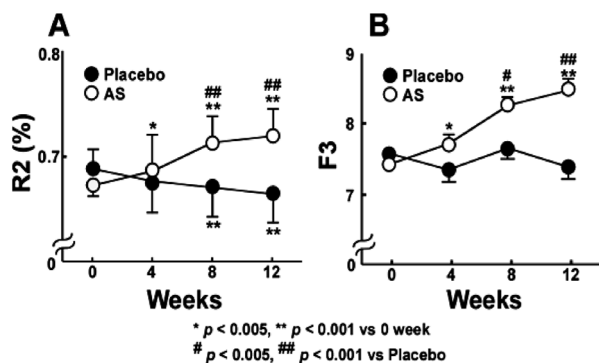 A
0.8
Placebo
AS
*
##
**
##
**
R2 (%)
0.7
**
**
0
0
4
8
12
Weeks
B
9
Placebo
AS
*
#
**
##
**
F3
8
7
0
0
4
8
12
Weeks
* p < 0.005, ** p < 0.001 vs 0 week
# p < 0.005, ## p < 0.001 vs Placebo